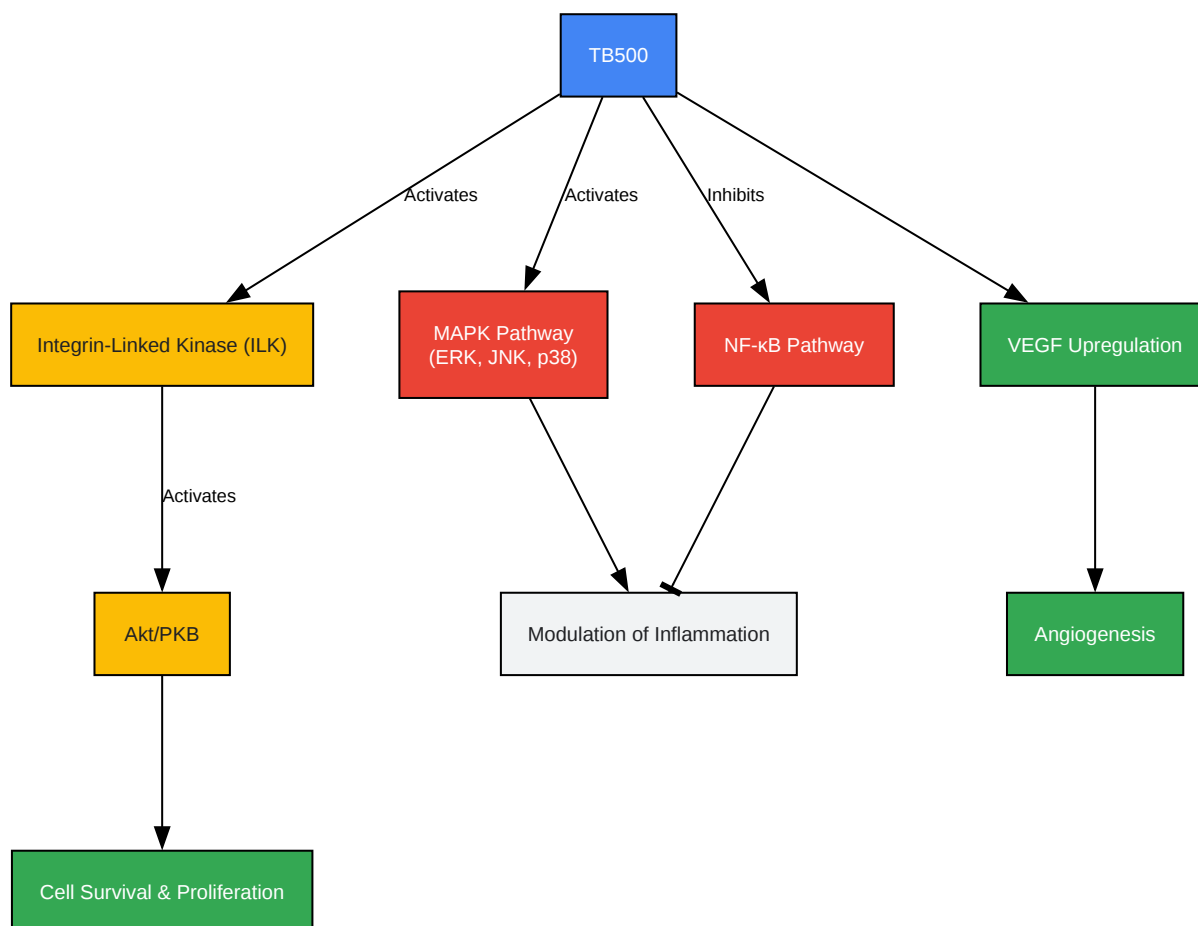 TB500
Activates
Activates
Inhibits
Integrin-Linked Kinase (ILK)
MAPK Pathway
(ERK, JNK, p38)
NF-κB Pathway
VEGF Upregulation
Activates
Akt/PKB
Modulation of Inflammation
Angiogenesis
Cell Survival & Proliferation